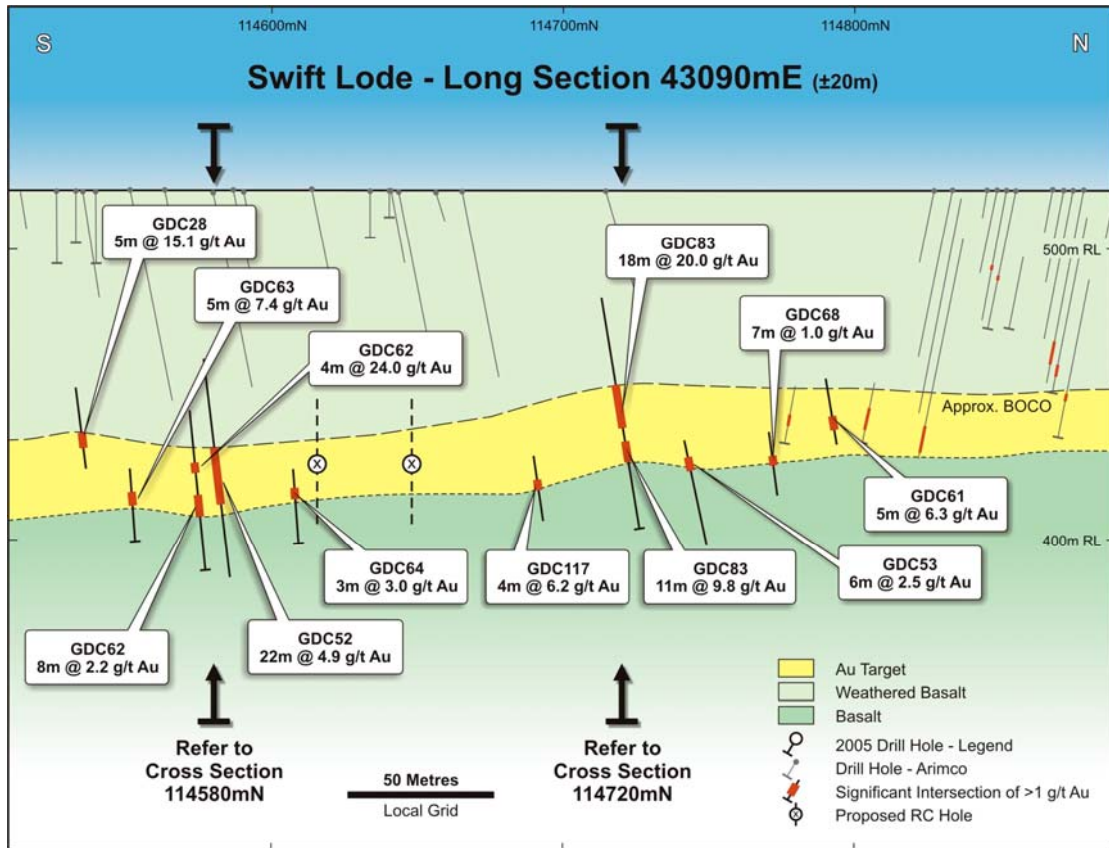 114600mN
114700mN
114800mN
S
N
Swift Lode - Long Section 43090mE (±20m)
GDC28
5m @ 15.1 g/t Au
GDC83
18m @ 20.0 g/t Au
500m RL
GDC63
5m @ 7.4 g/t Au
GDC68
7m @ 1.0 g/t Au
GDC62
4m @ 24.0 g/t Au
Approx. BOCO
X
X
GDC61
5m @ 6.3 g/t Au
400m RL
GDC64
3m @ 3.0 g/t Au
GDC117
4m @ 6.2 g/t Au
GDC83
11m @ 9.8 g/t Au
GDC53
6m @ 2.5 g/t Au
GDC62
8m @ 2.2 g/t Au
GDC52
22m @ 4.9 g/t Au
Refer to
Cross Section
114580mN
50 Metres
Local Grid
Refer to
Cross Section
114720mN
Au Target
Weathered Basalt
Basalt
2005 Drill Hole - Legend
Drill Hole - Arimco
Significant Intersection of >1 g/t Au
X
Proposed RC Hole